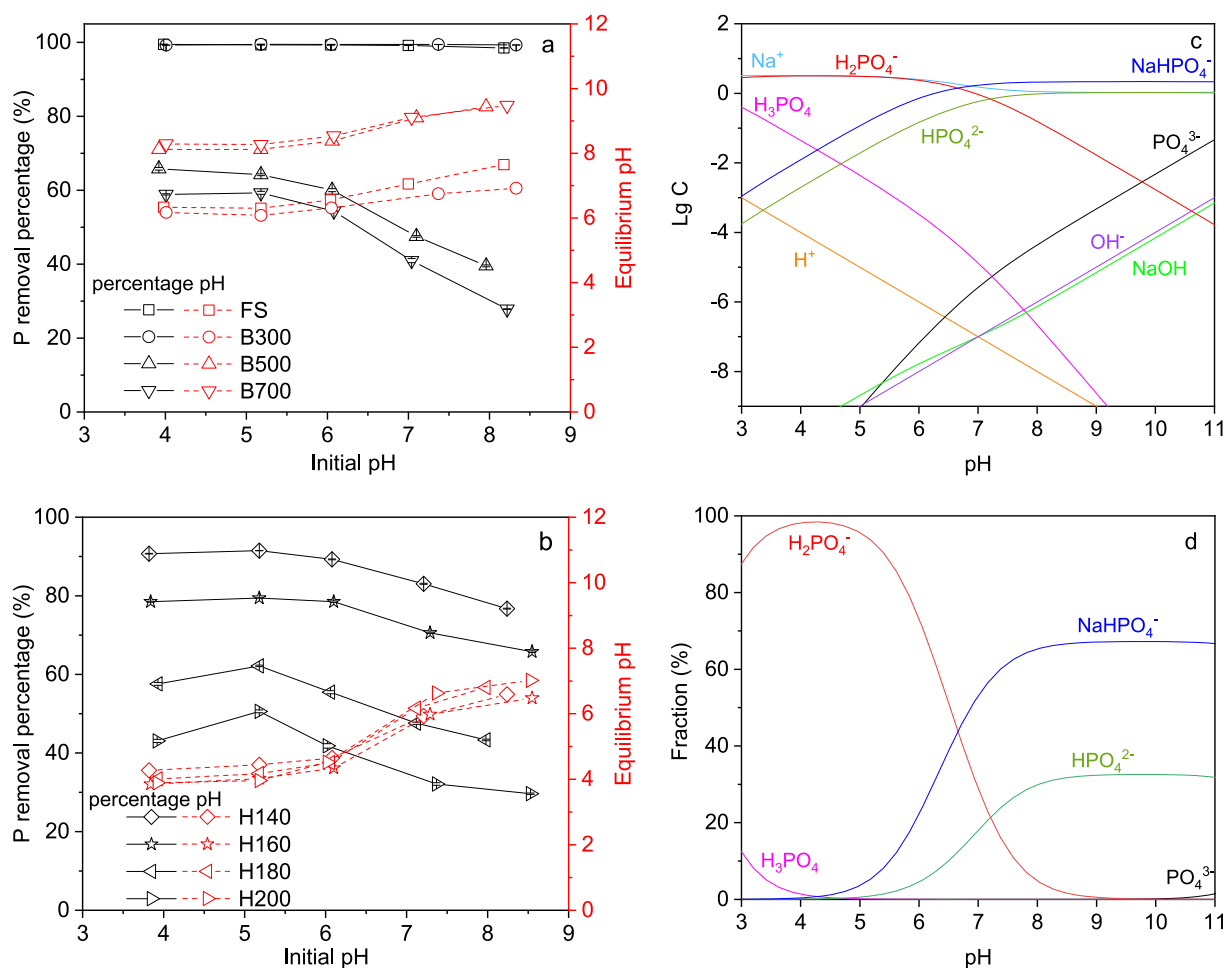 a
P removal percentage (%)
100
80
60
40
20
0
12
10
8
6
4
2
0
Equilibrium pH
percentage pH
FS
B300
B500
B700
3 4 5 6 7 8 9
Initial pH
c
Lg C
2
0
-2
-4
-6
-8
Na⁺
H₂PO₄⁻
NaHPO₄⁻
H₃PO₄
HPO₄²⁻
PO₄³⁻
H⁺
OH⁻
NaOH
3 4 5 6 7 8 9 10 11
pH
b
P removal percentage (%)
100
80
60
40
20
0
12
10
8
6
4
2
0
Equilibrium pH
percentage pH
H140
H160
H180
H200
3 4 5 6 7 8 9
Initial pH
d
Fraction (%)
100
80
60
40
20
0
H₂PO₄⁻
NaHPO₄⁻
HPO₄²⁻
H₃PO₄
PO₄³⁻
3 4 5 6 7 8 9 10 11
pH